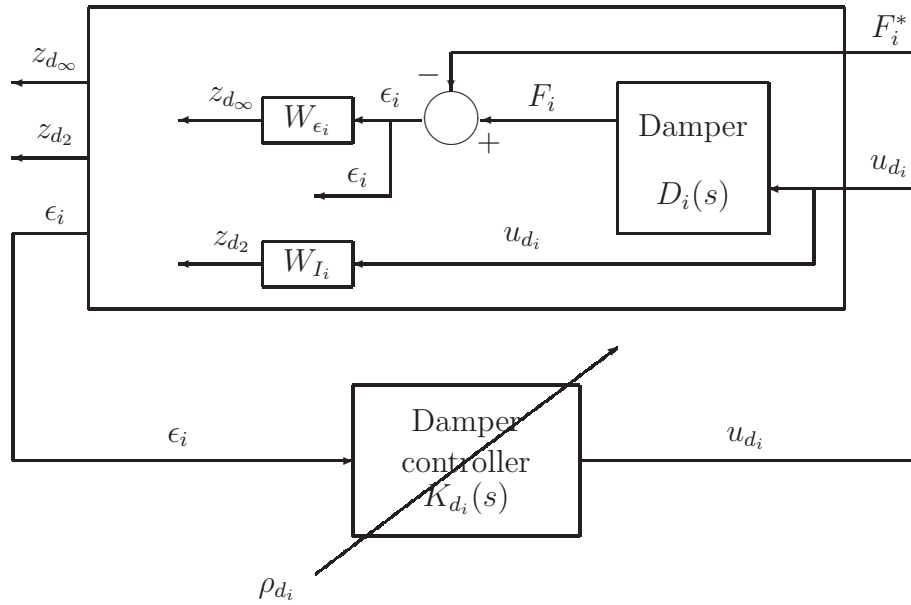 F_i^*
z_{d_∞}
−
z_{d_∞}
W_{ϵ_i}
ϵ_i
F_i
+
Damper
D_i(s)
z_{d_2}
ϵ_i
u_{d_i}
ϵ_i
z_{d_2}
W_{I_i}
u_{d_i}
ϵ_i
Damper
controller
K_{d_i}(s)
u_{d_i}
ρ_{d_i}